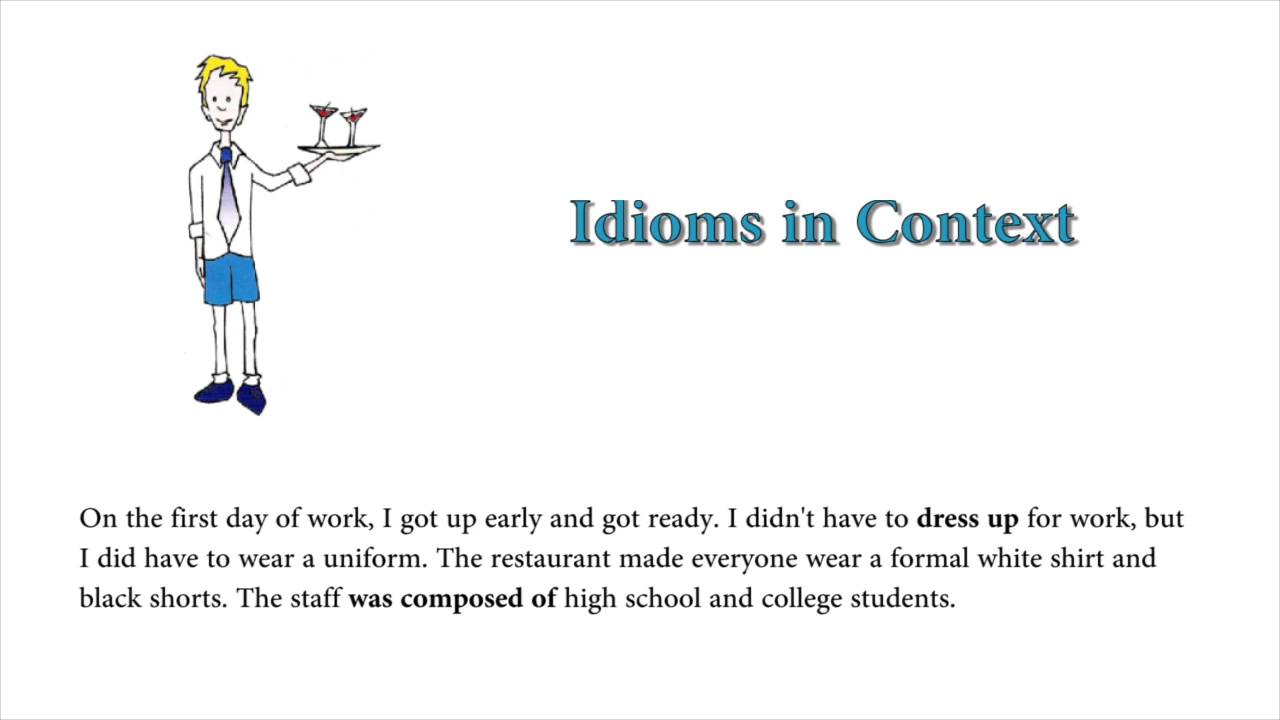 Idioms in Context
On the first day of work, I got up early and got ready. I didn't have to dress up for work, but
I did have to wear a uniform. The restaurant made everyone wear a formal white shirt and
black shorts. The staff was composed of high school and college students.